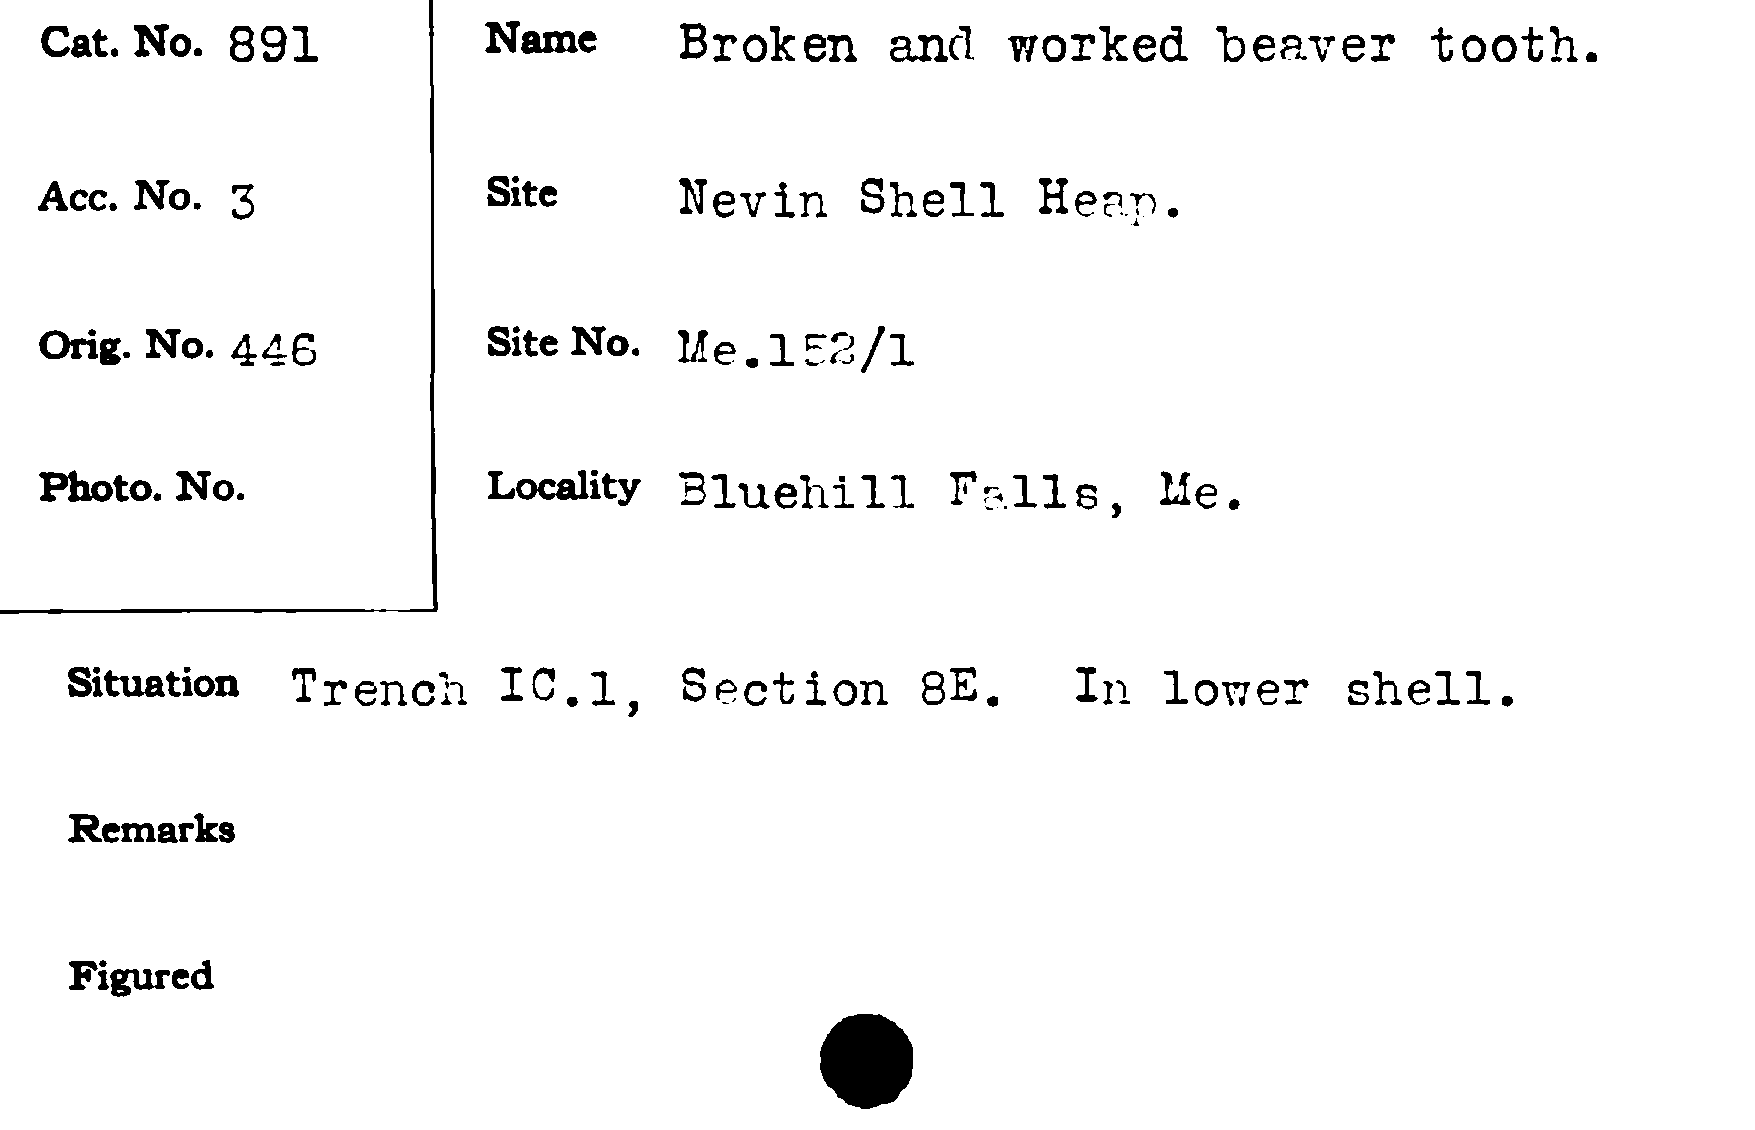 Cat. No. 891
Name Broken and worked beaver tooth.
Acc. No. 3
Site Nevin Shell Heap.
Orig. No. 446
Site No. Me.152/1
Photo. No.
Locality Bluehill Falls, Me.
Situation Trench IC.1, Section 8E. In lower shell.
Remarks
Figured